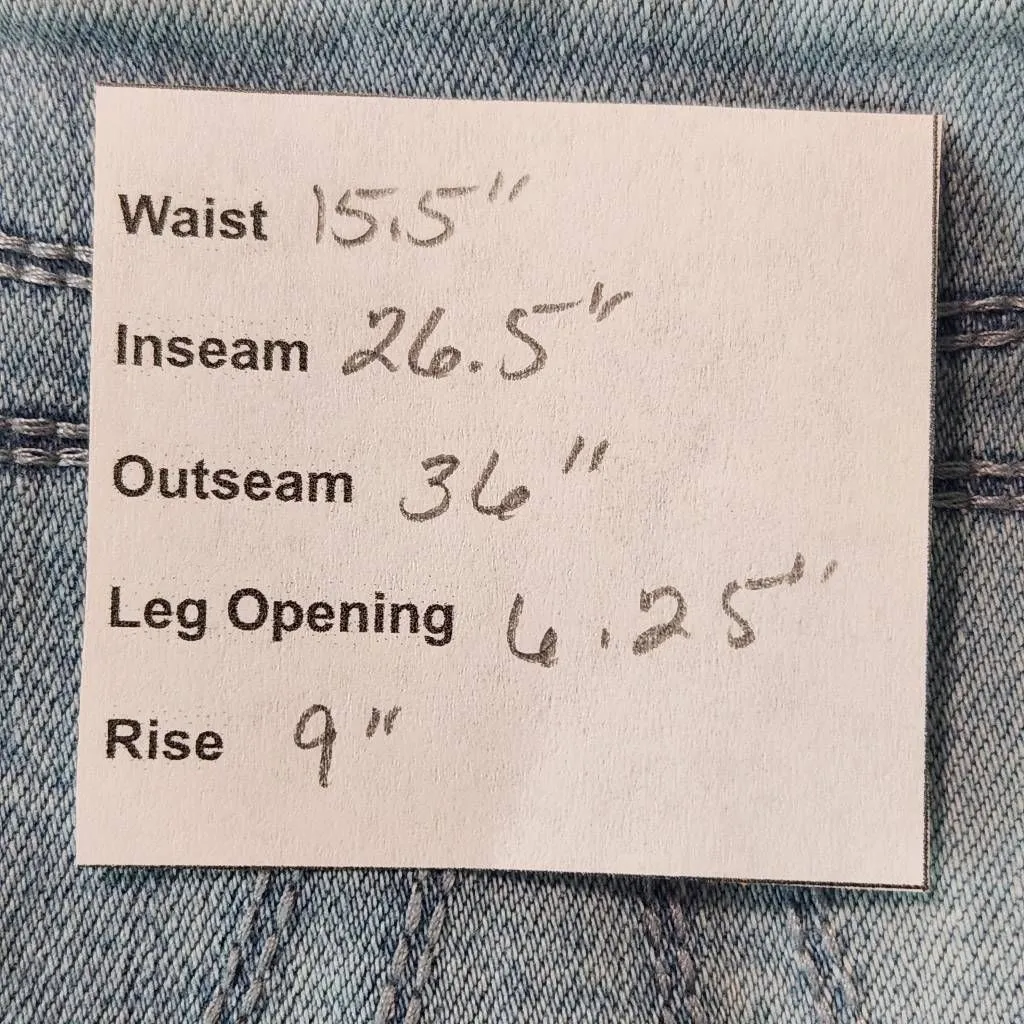 Waist 15.5"
Inseam 26.5"
Outseam 36"
Leg Opening 6.25"
Rise 9"